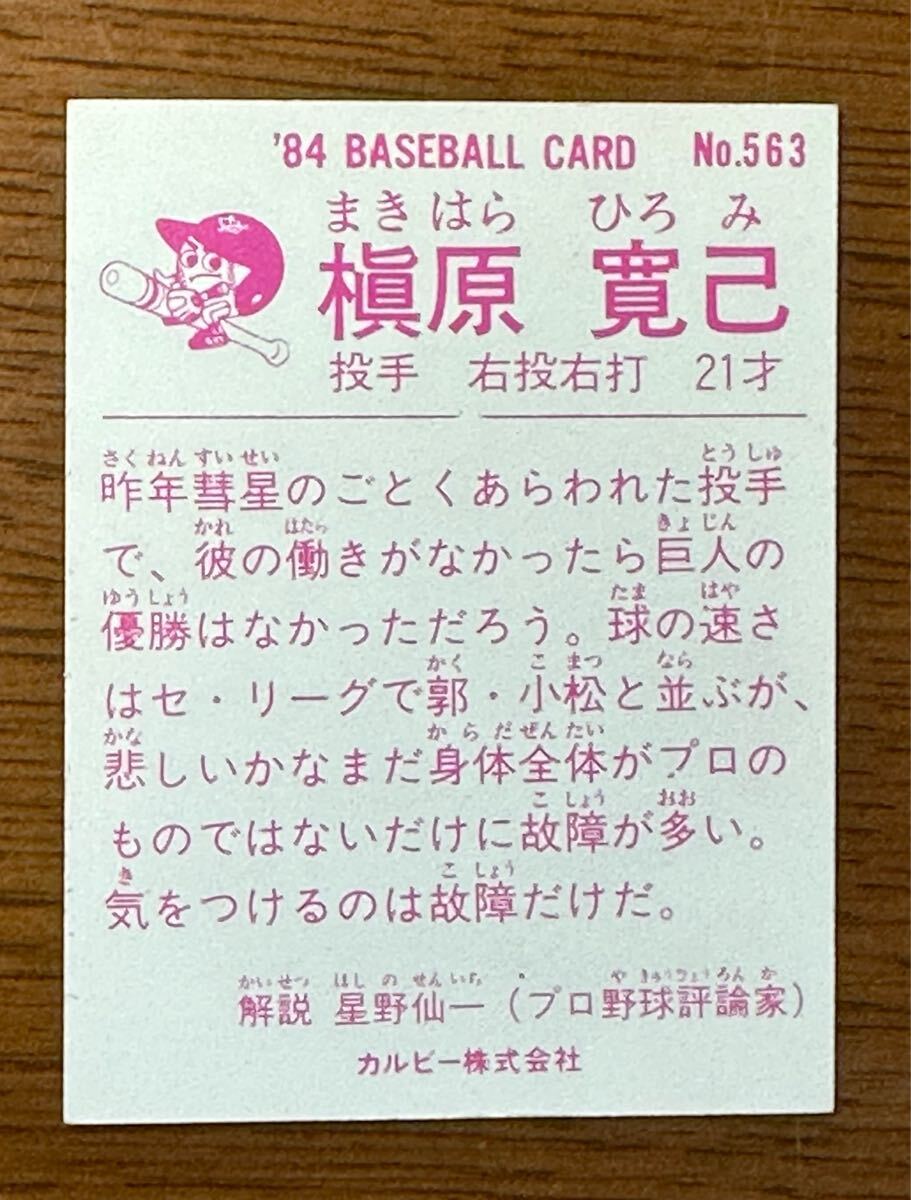 '84 BASEBALL CARD No.563
まき はら ひろ み
槇原 寛己
投手 右投右打 21才
さくねんすいせい とうしゅ
昨年彗星のごとくあらわれた投手
かれ はたら きょじん
で、彼の働きがなかったら巨人の
ゆうしょう たま はや
優勝はなかっただろう。球の速さ
かく こ まつ なら
はセ・リーグで郭・小松と並ぶが、
かな からだぜんたい
悲しいかなまだ身体全体がプロの
こ しょう おお
ものではないだけに故障が多い。
き こ しょう
気をつけるのは故障だけだ。
かいせつ ほしのせんいち や きゅうひょうろんか
解説 星野仙一(プロ野球評論家)
カルビー株式会社